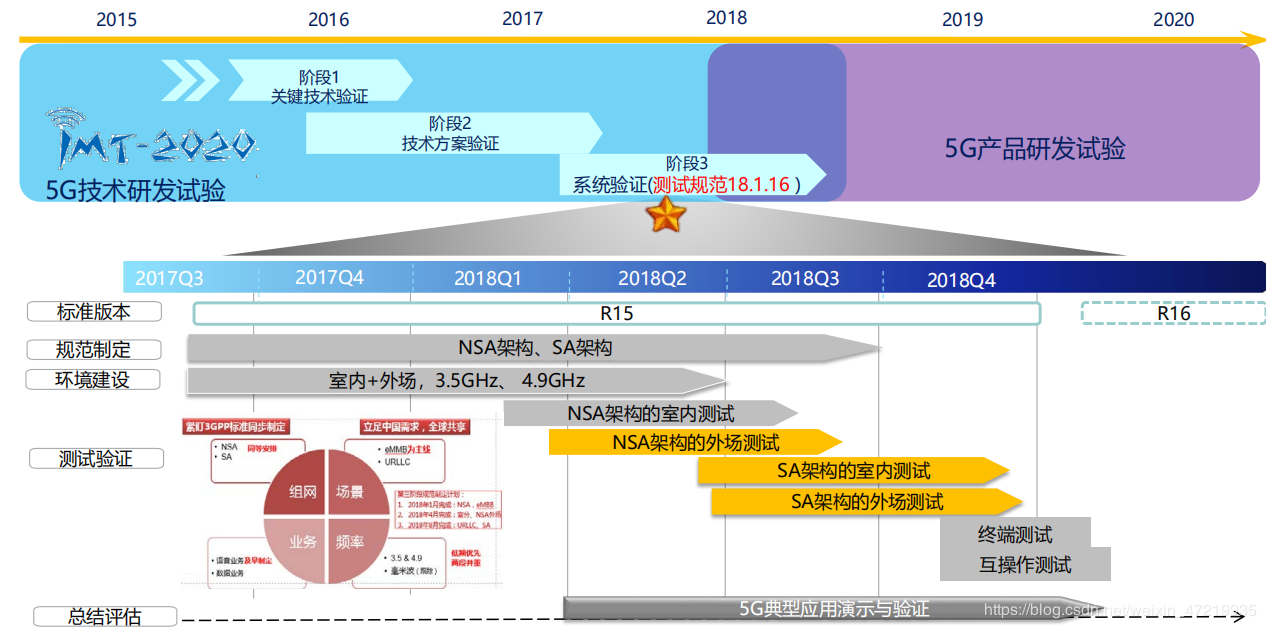 2015 2016 2017 2018 2019 2020
阶段1
关键技术验证
阶段2
技术方案验证
IMT-2020
5G技术研发试验
阶段3
系统验证(测试规范18.1.16 )
5G产品研发试验
2017Q3 2017Q4 2018Q1 2018Q2 2018Q3 2018Q4
标准版本
R15
R16
规范制定
NSA架构、SA架构
环境建设
室内+外场，3.5GHz、 4.9GHz
测试验证
NSA架构的室内测试
NSA架构的外场测试
SA架构的室内测试
SA架构的外场测试
终端测试
互操作测试
紧盯3GPP标准同步制定
• NSA 同等安排
• SA
立足中国需求，全球共享
• eMMB为主线
• URLLC
组网
场景
业务
频率
第三阶段规范制定计划：
1. 2018年1月完成：NSA，eMBB
2. 2018年4月完成：室分、NSA外场
3. 2018年8月完成：URLLC、SA
• 语音业务及早制定
• 数据业务
• 3.5 & 4.9
• 毫米波
低频优先
两段并重
总结评估
5G典型应用演示与验证
https://blog.csdn.net/weixin_47219935